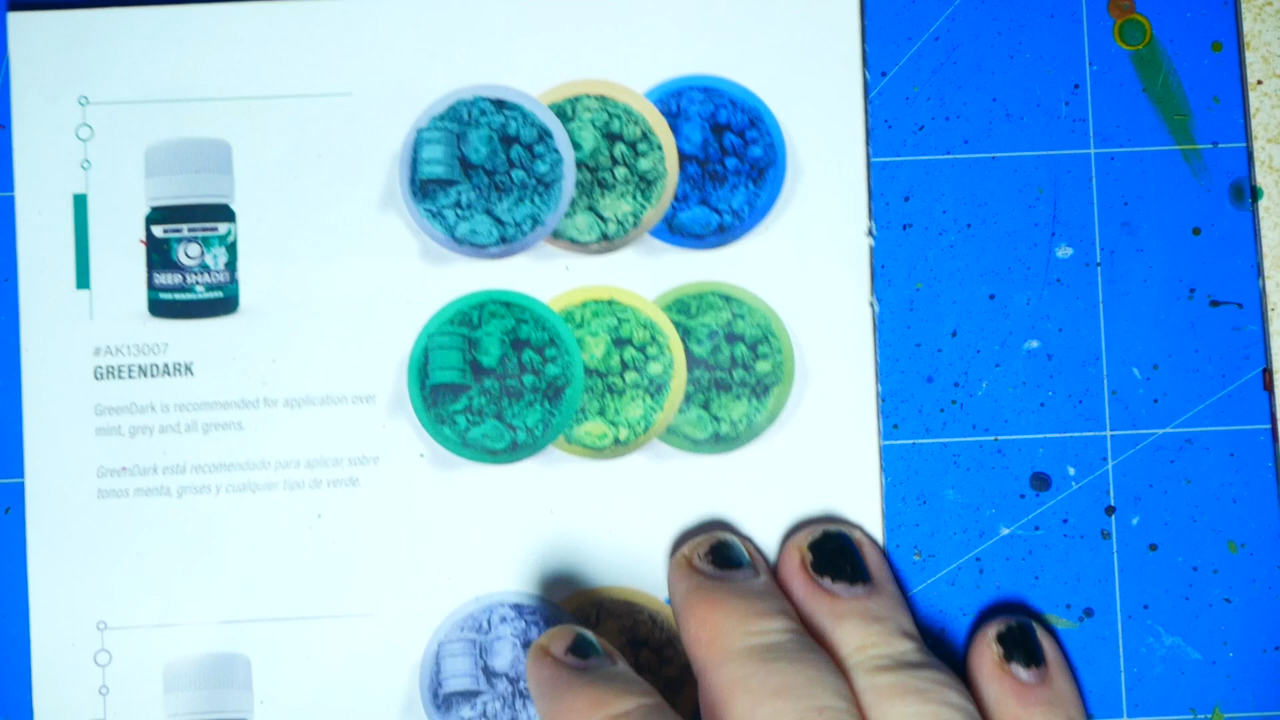 DEEP SHADES
#AK13007
GREENDARK
GreenDark is recommended for application over
mint, grey and all greens.
GreenDark está recomendado para aplicar sobre
tonos menta, grises y cualquier tipo de verde.